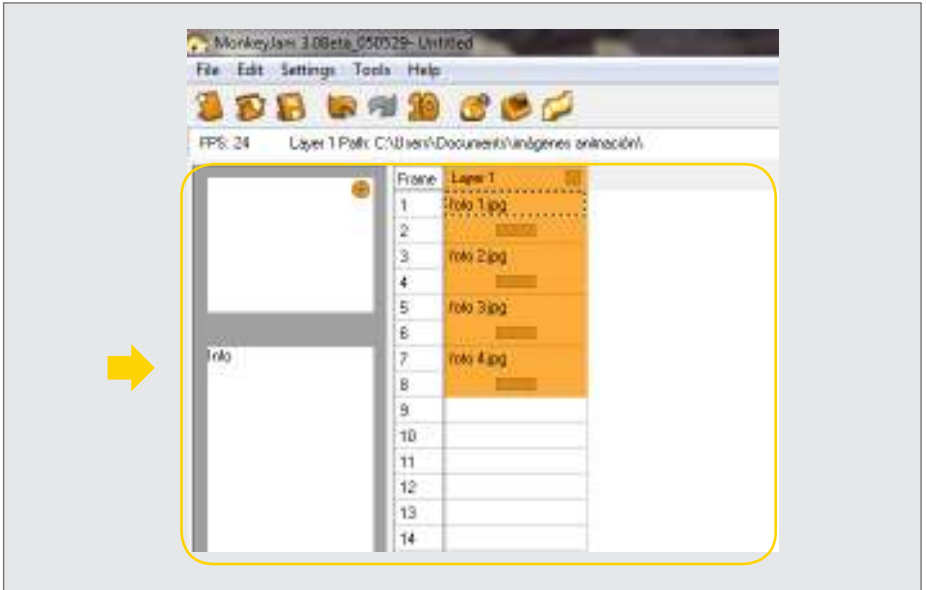 MonkeyJam 3.0Beta_050529- Untitled
File Edit Settings Tools Help
FPS: 24 Layer 1 Path: C:\Users\Documents\imágenes animación\
Frame Layer 1
1 foto 1.jpg
2
3 foto 2.jpg
4
5 foto 3.jpg
6
Info
7 foto 4.jpg
8
9
10
11
12
13
14